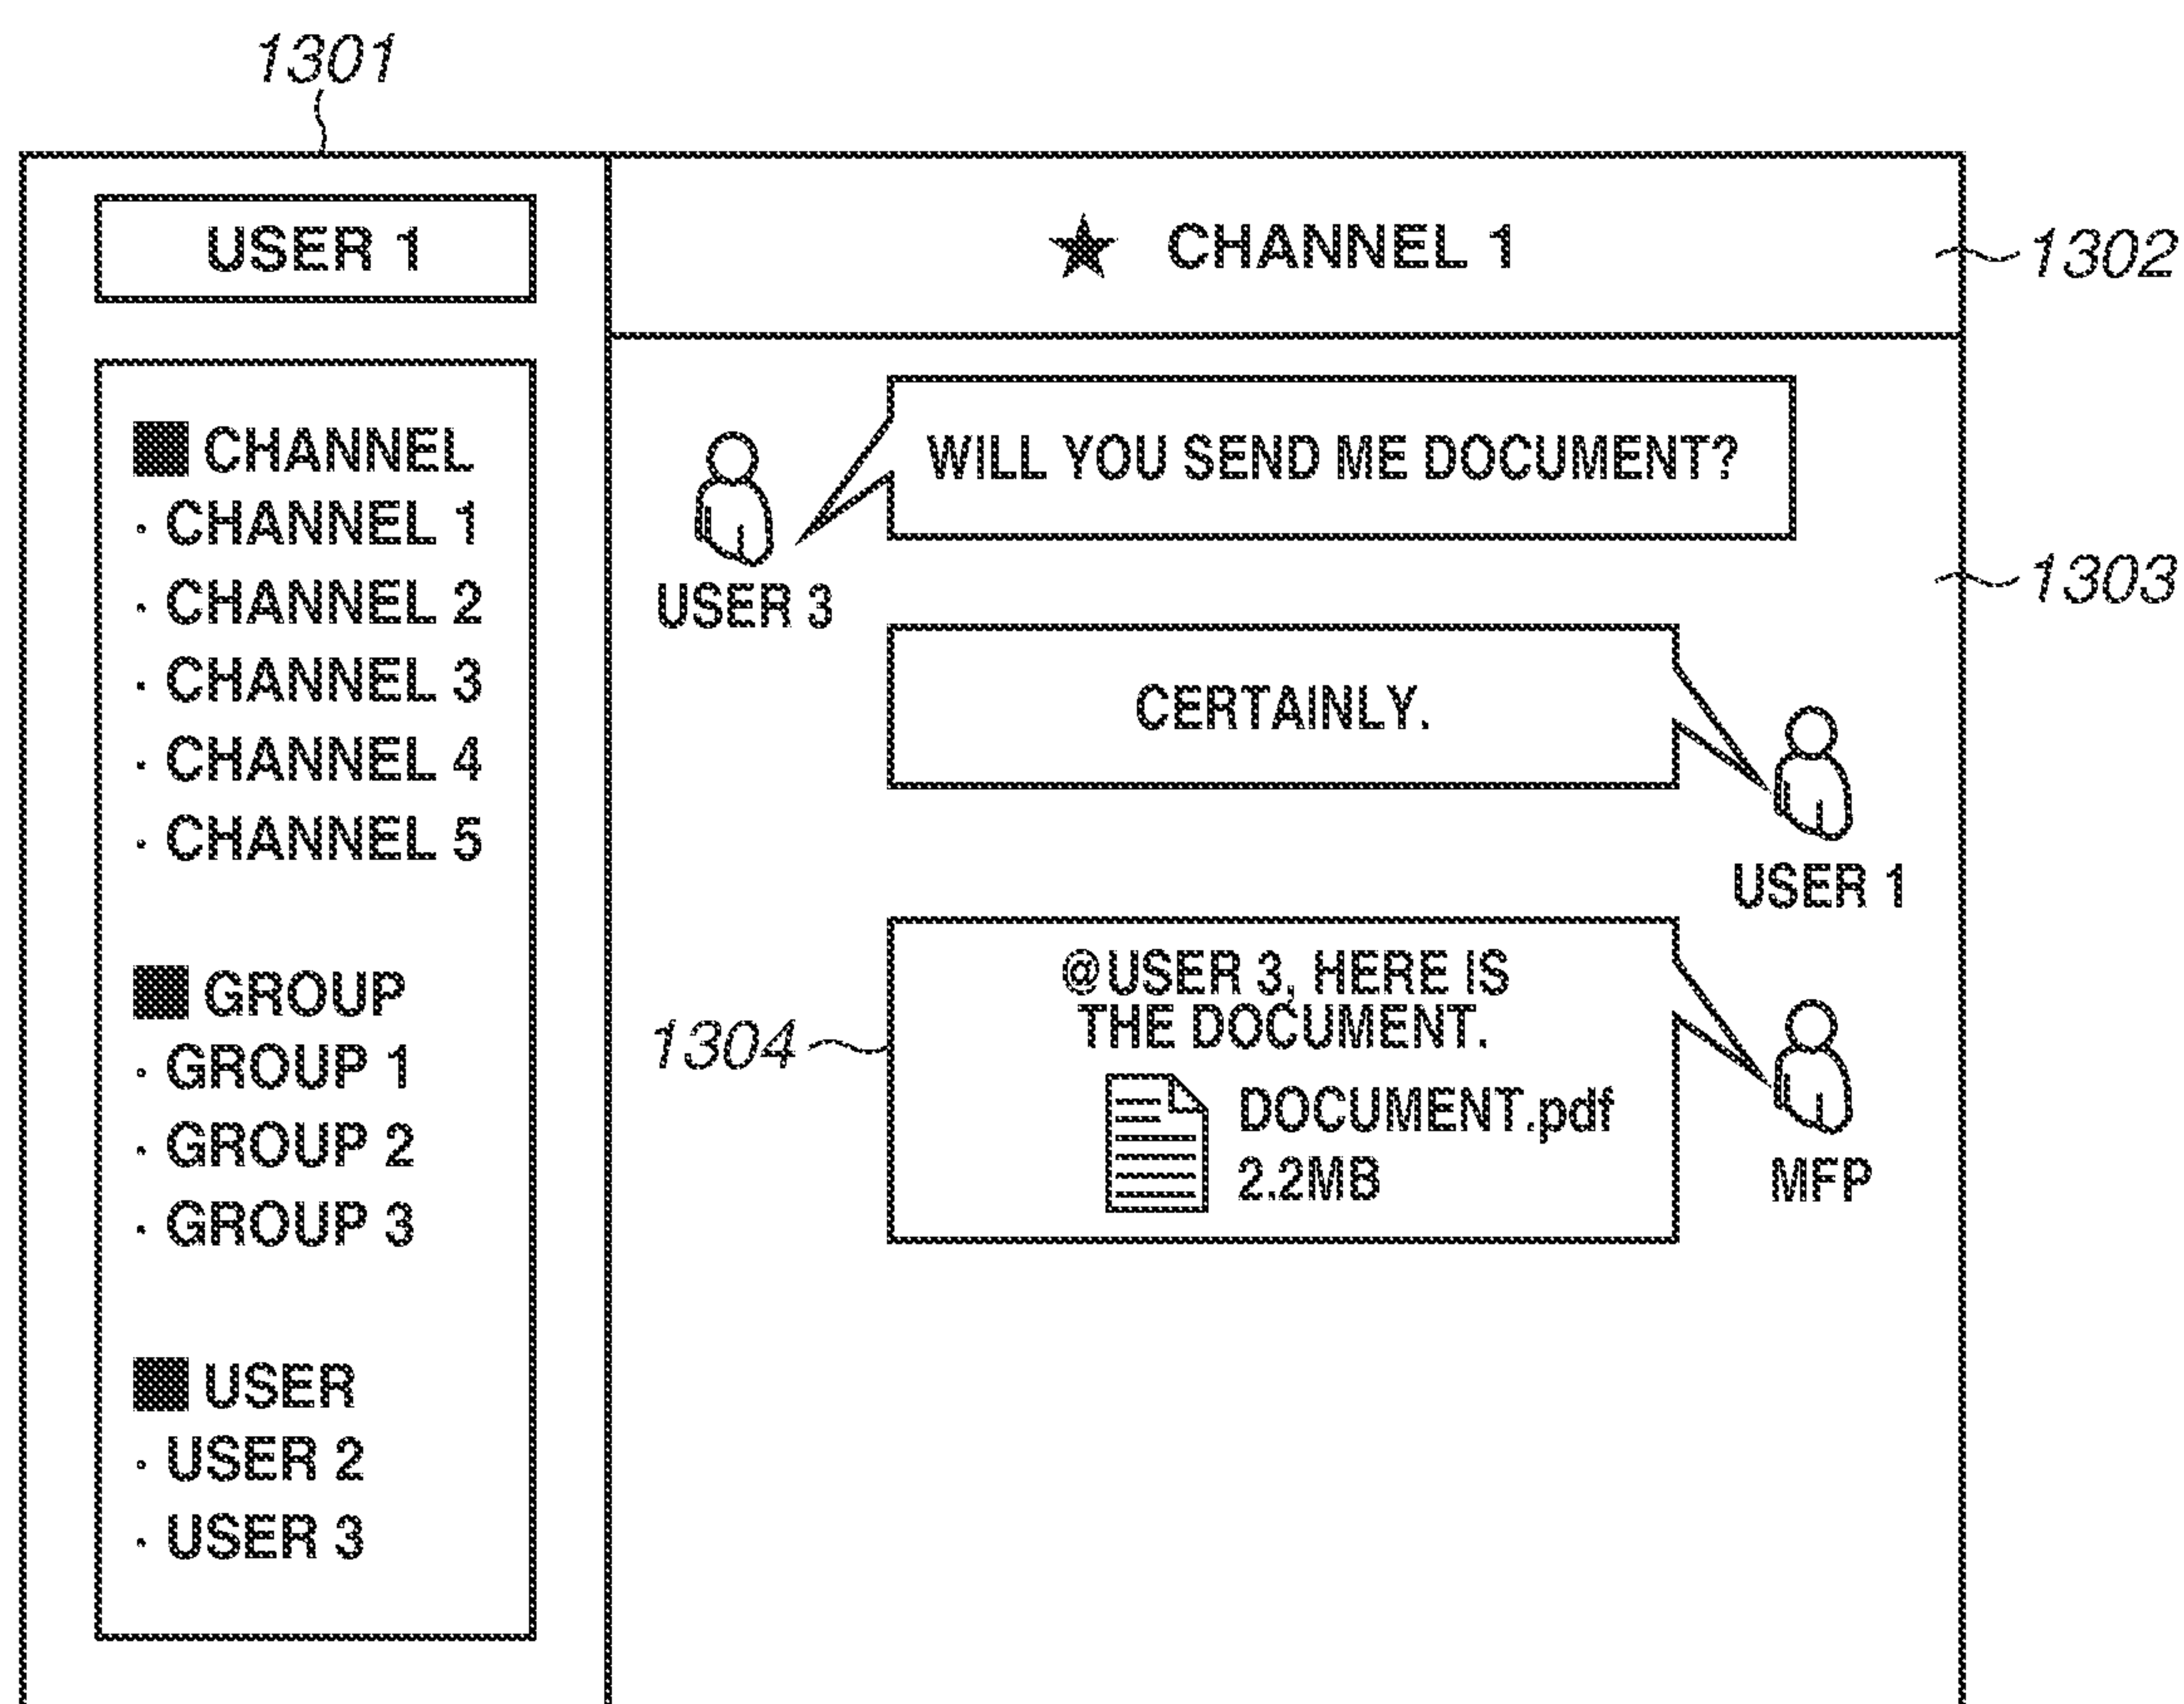 1301
USER 1
■ CHANNEL
· CHANNEL 1
· CHANNEL 2
· CHANNEL 3
· CHANNEL 4
· CHANNEL 5
■ GROUP
· GROUP 1
· GROUP 2
· GROUP 3
■ USER
· USER 2
· USER 3
★ CHANNEL 1
1302
WILL YOU SEND ME DOCUMENT?
USER 3
1303
CERTAINLY.
USER 1
@USER 3, HERE IS
THE DOCUMENT.
1304
DOCUMENT.pdf
2.2MB
MFP